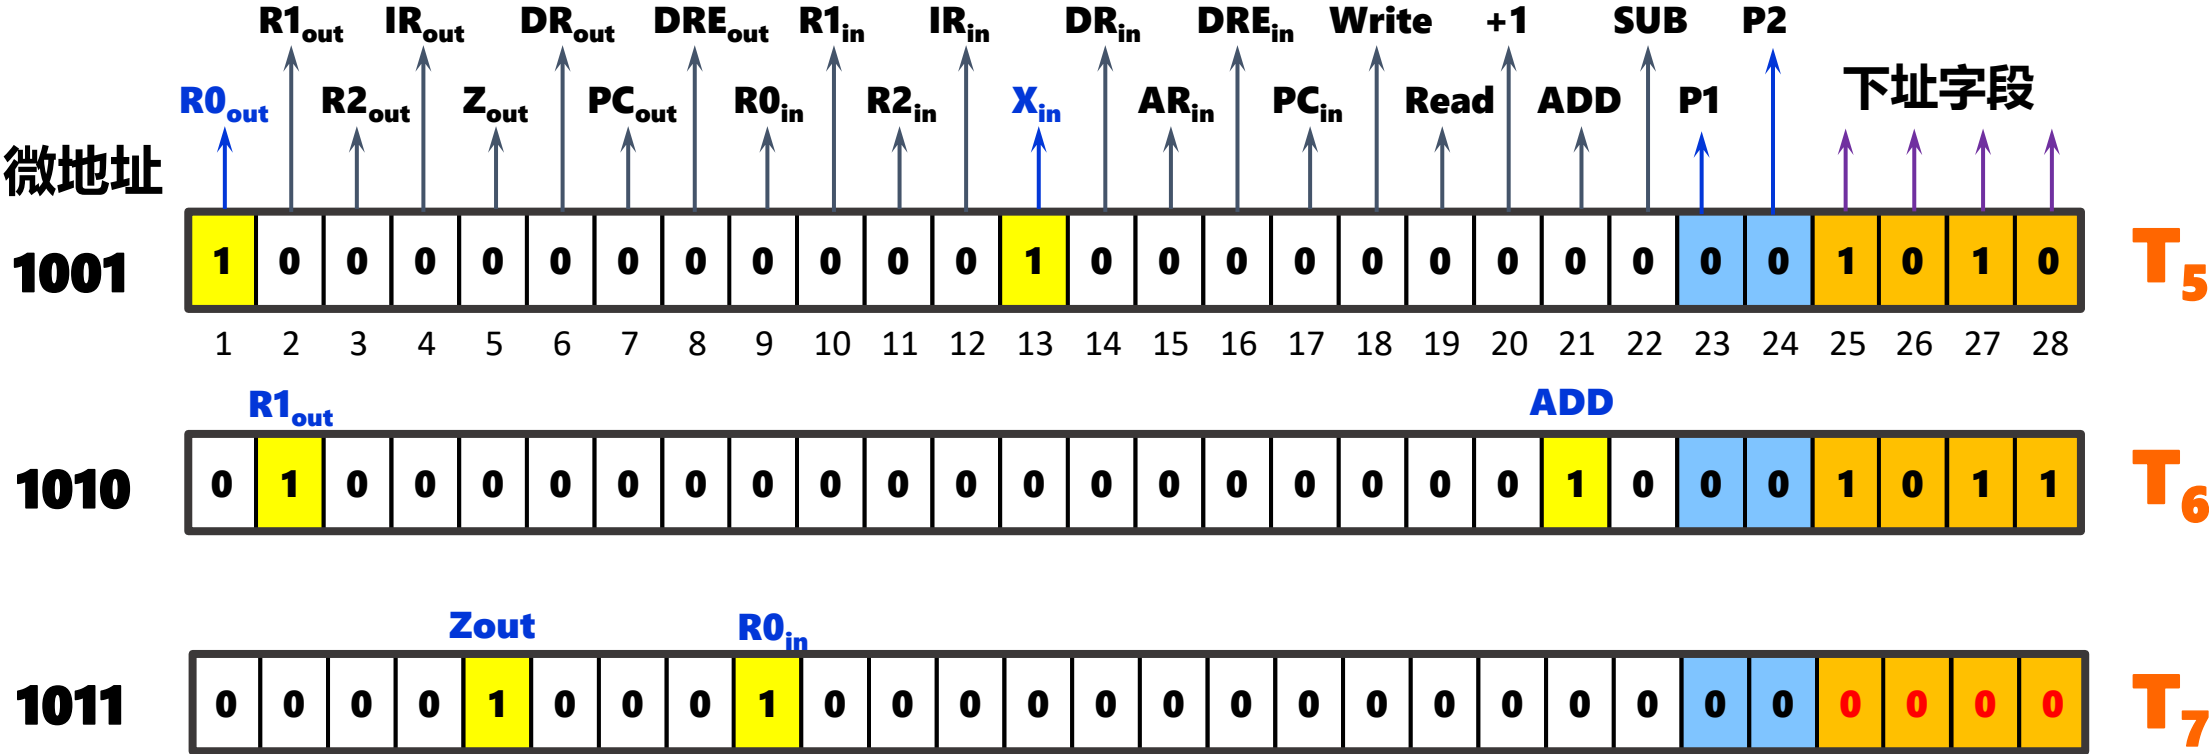 R1out IRout DRout DREout R1in IRin DRin DREin Write +1 SUB P2
R0out R2out Zout PCout R0in R2in Xin ARin PCin Read ADD P1 下址字段
微地址
1001 1 0 0 0 0 0 0 0 0 0 0 0 1 0 0 0 0 0 0 0 0 0 0 0 1 0 1 0 T5
1 2 3 4 5 6 7 8 9 10 11 12 13 14 15 16 17 18 19 20 21 22 23 24 25 26 27 28
R1out ADD
1010 0 1 0 0 0 0 0 0 0 0 0 0 0 0 0 0 0 0 0 0 1 0 0 0 1 0 1 1 T6
Zout R0in
1011 0 0 0 0 1 0 0 0 1 0 0 0 0 0 0 0 0 0 0 0 0 0 0 0 0 0 0 0 T7